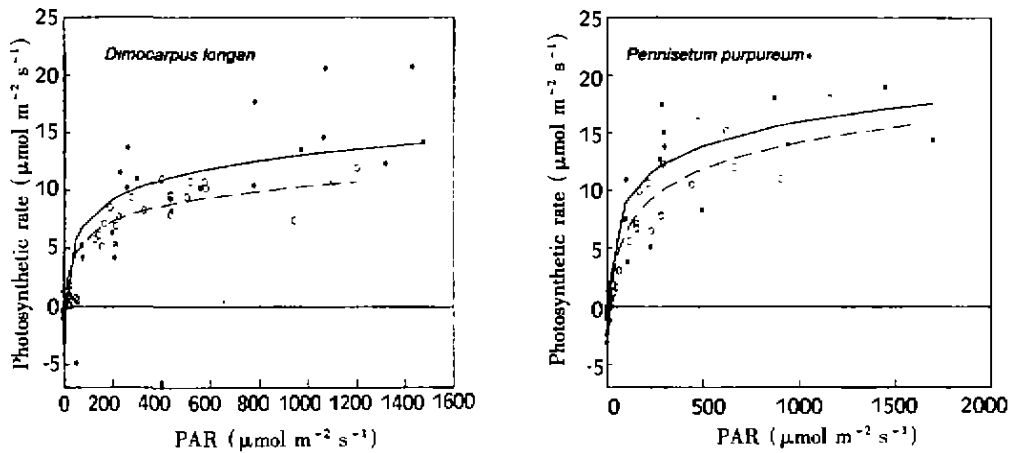 Dimocarpus longan
Photosynthetic rate (μmol m⁻² s⁻¹)
25
20
15
10
5
0
-5
0 200 400 600 800 1000 1200 1400 1600
PAR (μmol m⁻² s⁻¹)
Pennisetum purpureum
Photosynthetic rate (μmol m⁻² s⁻¹)
25
20
15
10
5
0
-5
0 500 1000 1500 2000
PAR (μmol m⁻² s⁻¹)